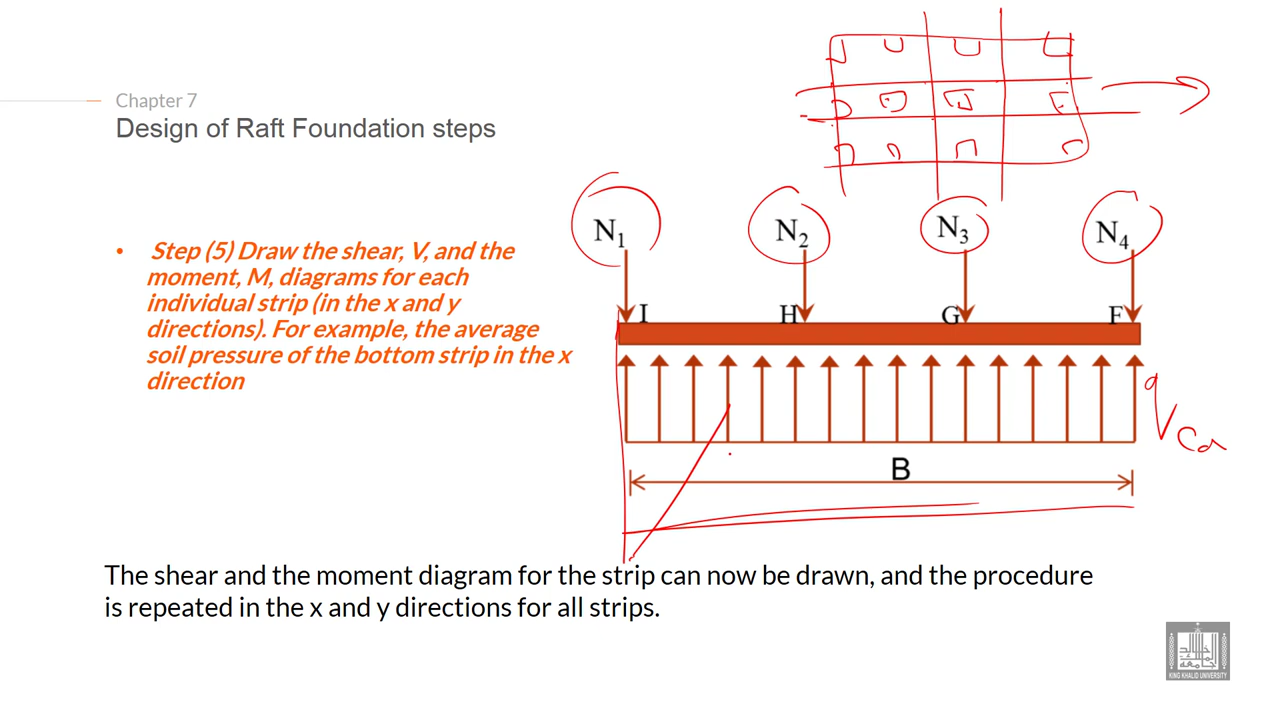 Chapter 7
Design of Raft Foundation steps
N1 N2 N3 N4
• Step (5) Draw the shear, V, and the
moment, M, diagrams for each
individual strip (in the x and y
directions). For example, the average
soil pressure of the bottom strip in the x
direction
I H G F
B
The shear and the moment diagram for the strip can now be drawn, and the procedure
is repeated in the x and y directions for all strips.
جامعة الملك خالد
KING KHALID UNIVERSITY